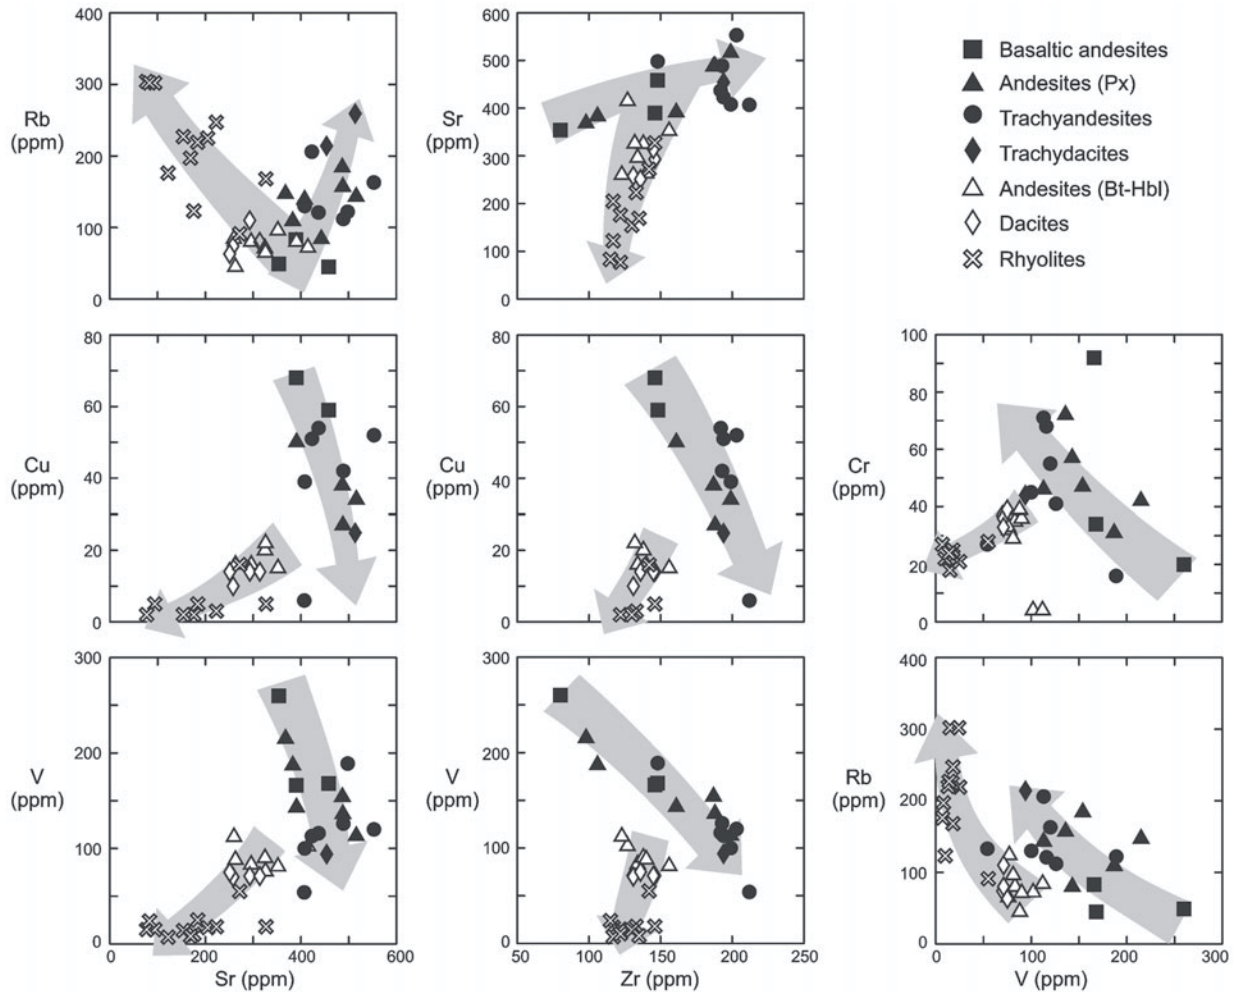 400
300
200
100
0
Rb
(ppm)
600
500
400
300
200
100
0
Sr
(ppm)
Basaltic andesites
Andesites (Px)
Trachyandesites
Trachydacites
Andesites (Bt-Hbl)
Dacites
Rhyolites
80
60
40
20
0
Cu
(ppm)
80
60
40
20
0
Cu
(ppm)
100
80
60
40
20
0
Cr
(ppm)
0 100 200 300
300
200
100
0
V
(ppm)
0 200 400 600
Sr (ppm)
300
200
100
0
V
(ppm)
50 100 150 200 250
Zr (ppm)
400
300
200
100
0
Rb
(ppm)
0 100 200 300
V (ppm)